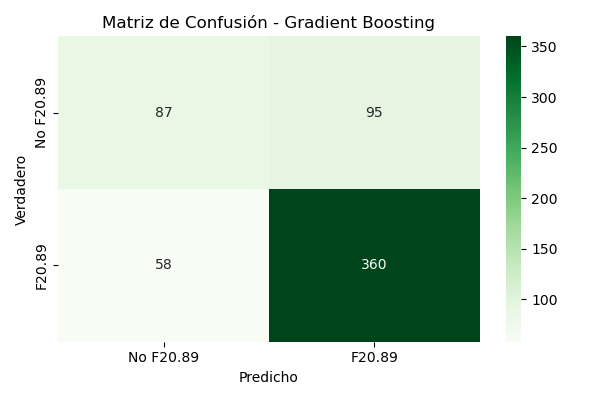 Matriz de Confusión - Gradient Boosting
Verdadero
No F20.89
87
95
F20.89
58
360
No F20.89
F20.89
Predicho
350
300
250
200
150
100